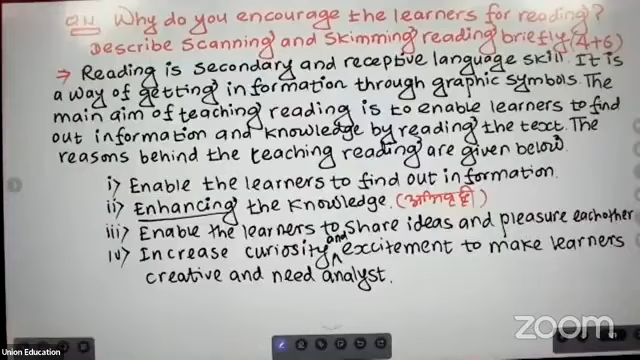 QN Why do you encourage the learners for reading?
Describe Scanning and Skimming reading briefly (4+6)
⇒ Reading is secondary and receptive language skill. It is
a way of getting information through graphic symbols. The
main aim of teaching reading is to enable learners to find
out information and knowledge by reading the text. The
reasons behind the teaching reading are given below.
i) Enable the learners to find out information.
ii) Enhancing the knowledge. (अभिवृद्धि)
iii) Enable the learners to share ideas and pleasure eachother
iv) Increase curiosity and excitement to make learners
creative and need analyst.
zoom
Union Education